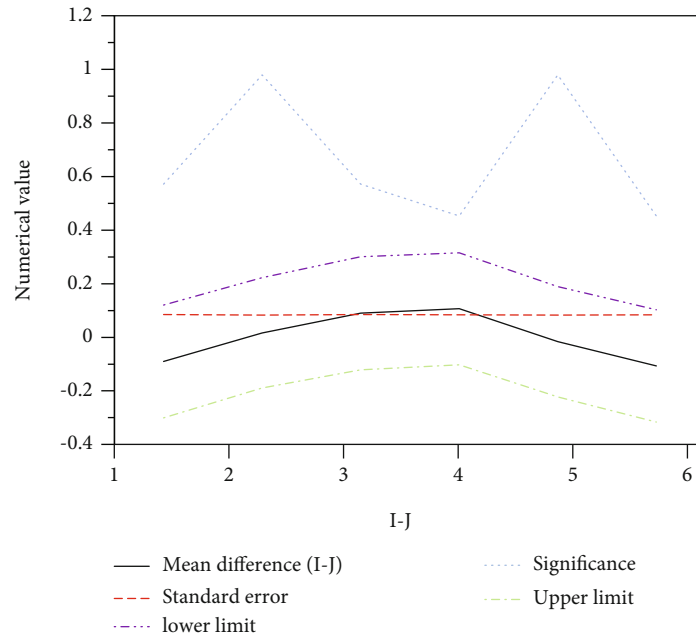 1.2
1
0.8
0.6
0.4
0.2
0
-0.2
-0.4
Numerical value
1 2 3 4 5 6
I-J
Mean difference (I-J)
Standard error
lower limit
Significance
Upper limit